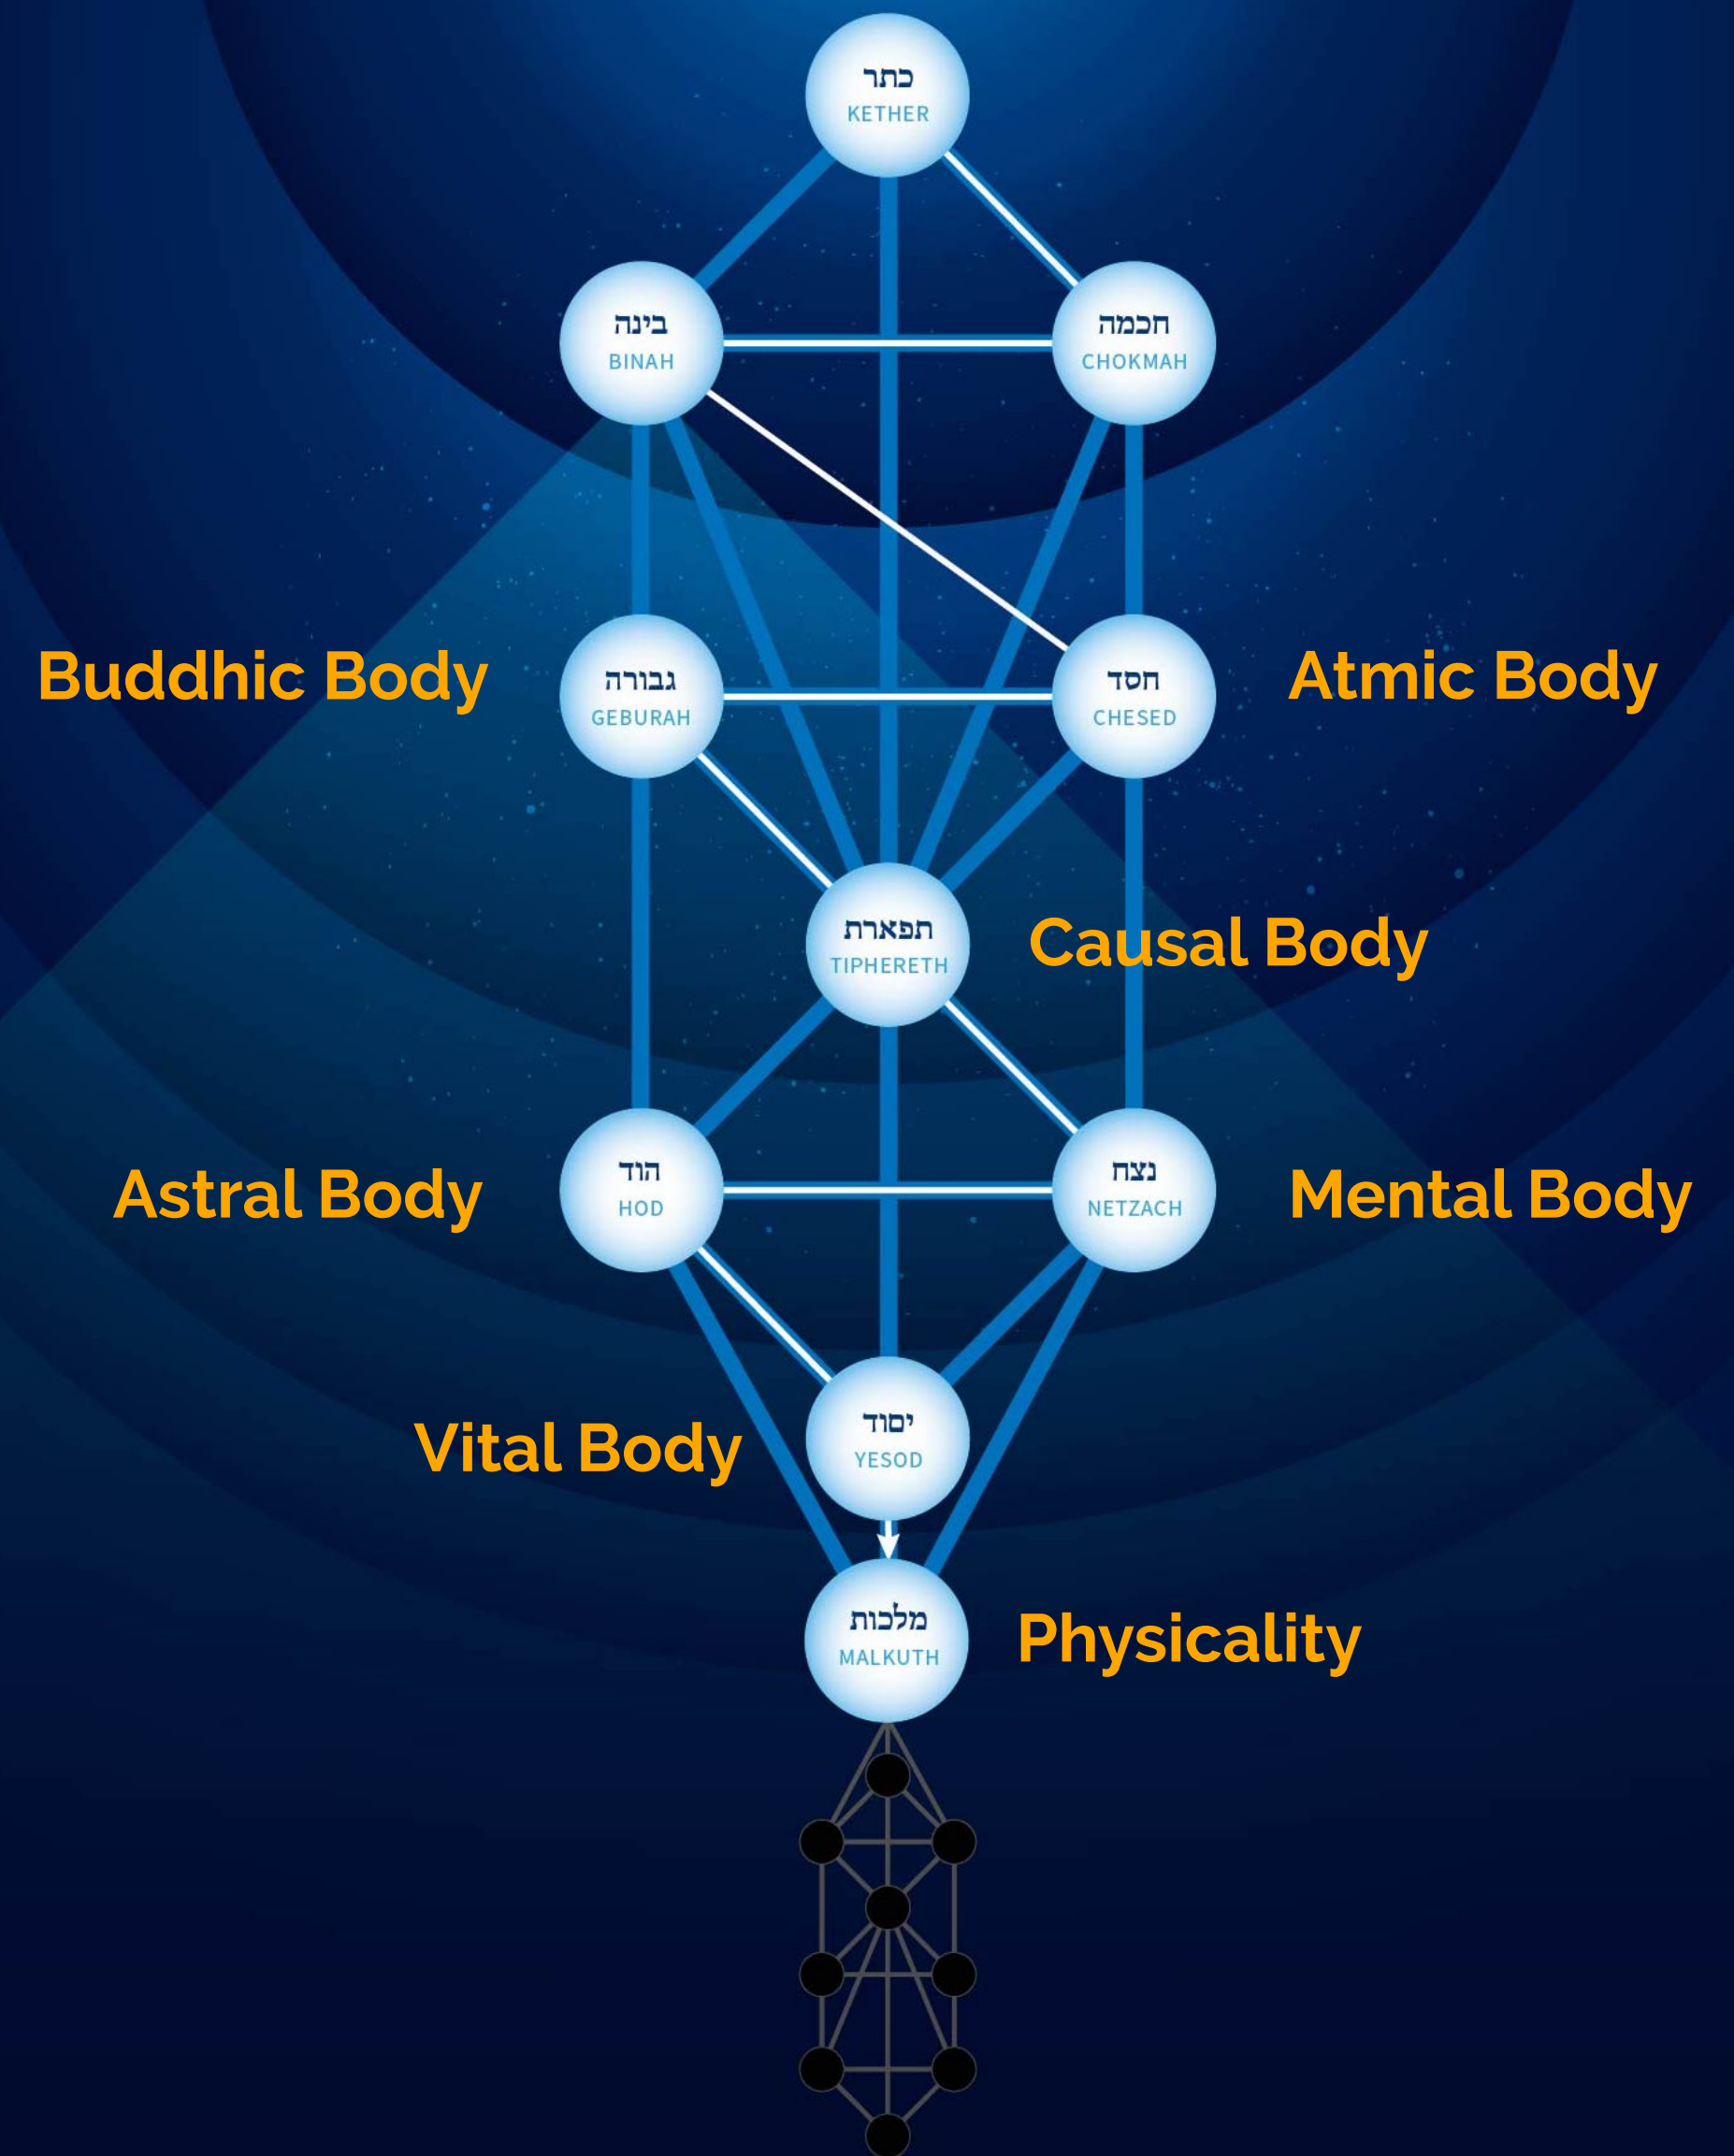 כתר
KETHER
בינה
BINAH
חכמה
CHOKMAH
Buddhic Body
גבורה
GEBURAH
חסד
CHESED
Atmic Body
תפארת
TIPHERETH
Causal Body
Astral Body
הוד
HOD
נצח
NETZACH
Mental Body
Vital Body
יסוד
YESOD
מלכות
MALKUTH
Physicality